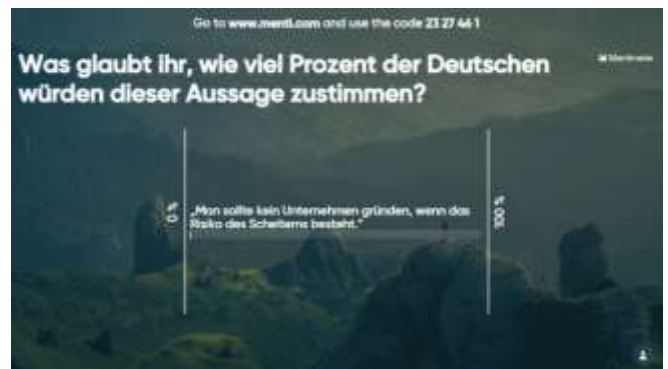 Go to www.menti.com and use the code 23 27 46 1
Mentimeter
Was glaubt ihr, wie viel Prozent der Deutschen
würden dieser Aussage zustimmen?
0 %
„Man sollte kein Unternehmen gründen, wenn das
Risiko des Scheiterns besteht.“
100 %